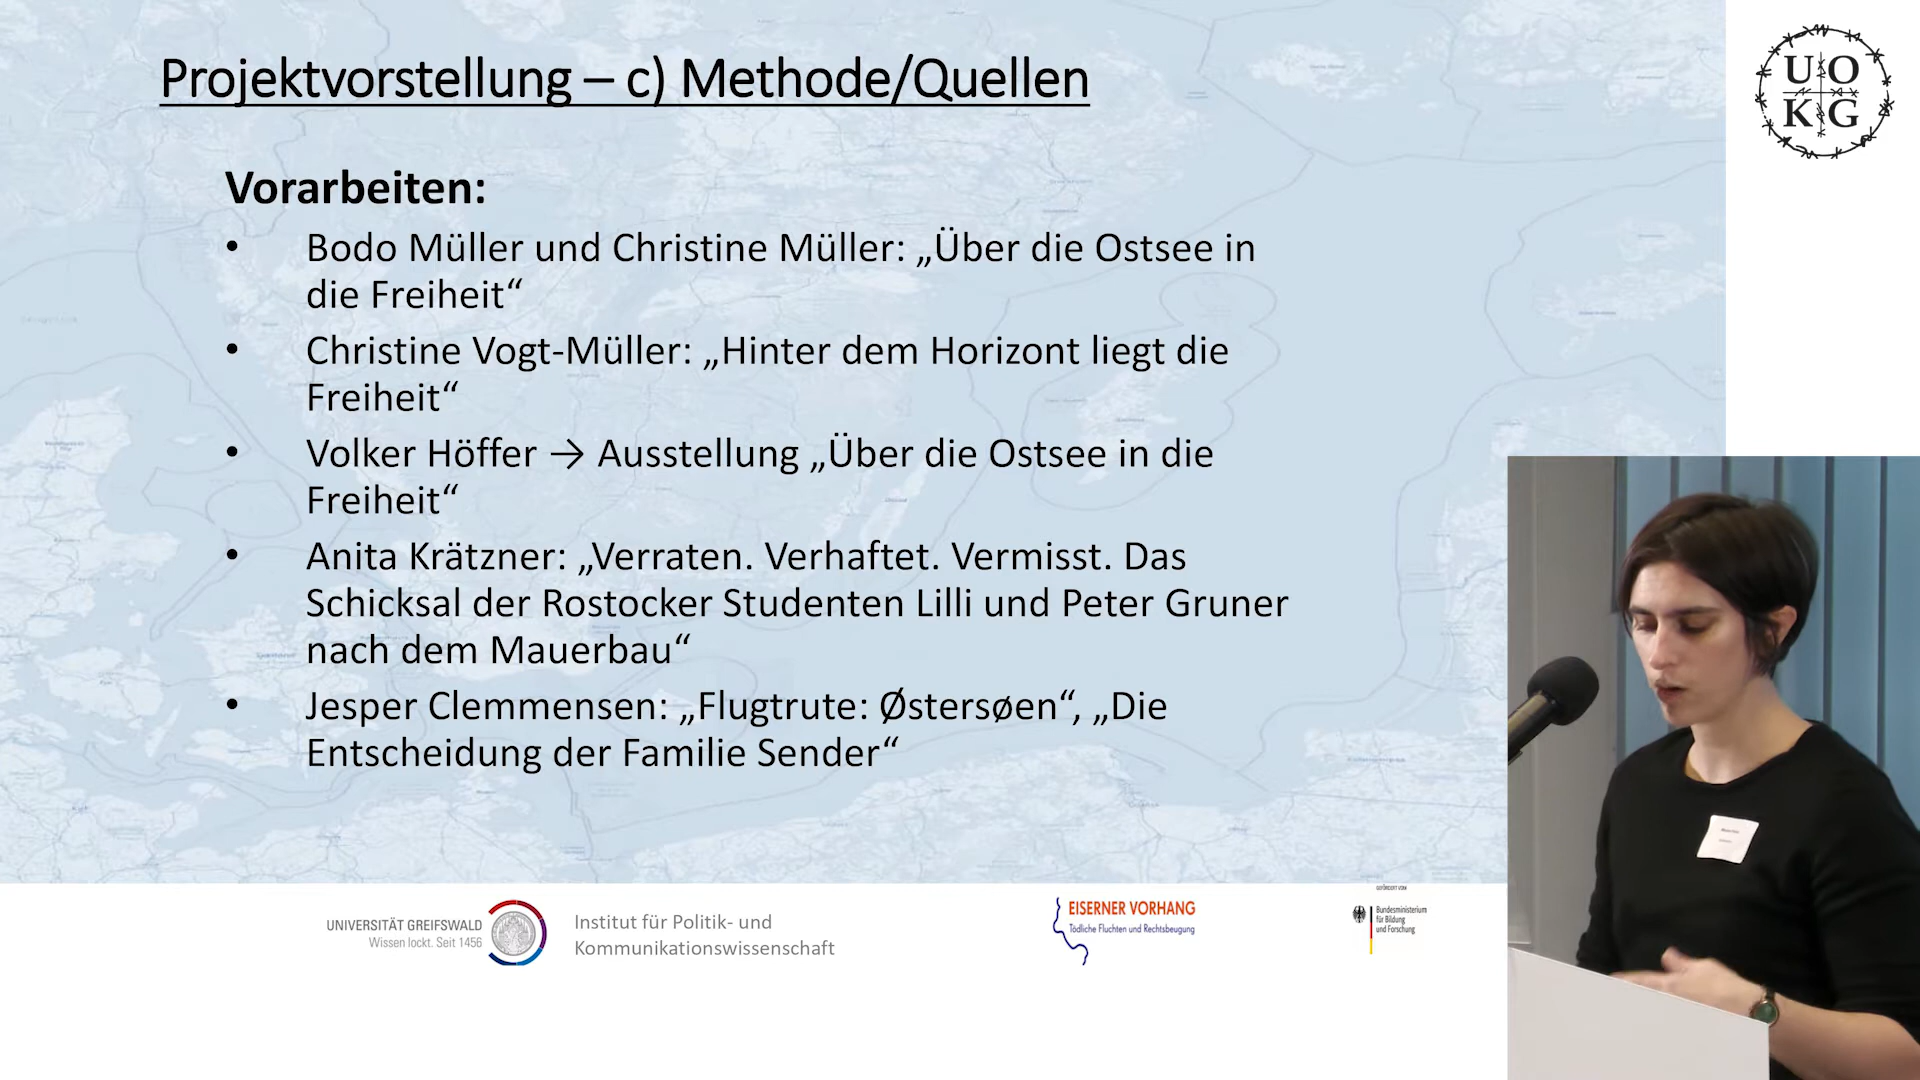 Projektvorstellung – c) Methode/Quellen
UO
KG
Vorarbeiten:
• Bodo Müller und Christine Müller: „Über die Ostsee in
die Freiheit“
• Christine Vogt-Müller: „Hinter dem Horizont liegt die
Freiheit“
• Volker Höffer → Ausstellung „Über die Ostsee in die
Freiheit“
• Anita Krätzner: „Verraten. Verhaftet. Vermisst. Das
Schicksal der Rostocker Studenten Lilli und Peter Gruner
nach dem Mauerbau“
• Jesper Clemmensen: „Flugtrute: Østersøen“, „Die
Entscheidung der Familie Sender“
UNIVERSITÄT GREIFSWALD
Wissen lockt. Seit 1456
Institut für Politik- und
Kommunikationswissenschaft
EISERNER VORHANG
Tödliche Fluchten und Rechtsbeugung
GEFÖRDERT VOM
Bundesministerium
für Bildung
und Forschung